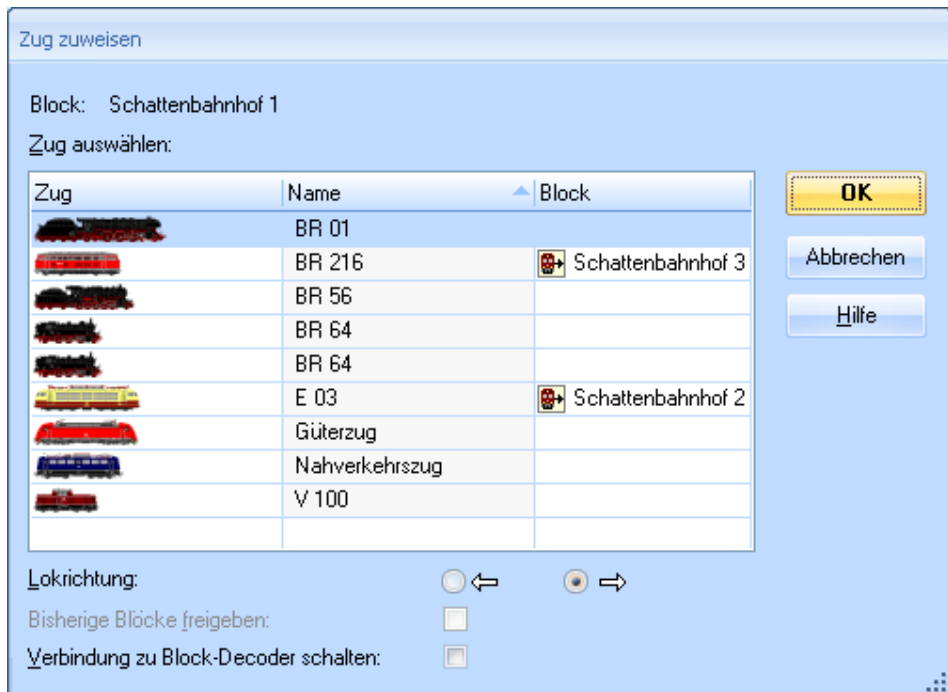 Zug zuweisen
Block: Schattenbahnhof 1
Zug auswählen:
Zug Name Block
BR 01
BR 216 Schattenbahnhof 3
BR 56
BR 64
BR 64
E 03 Schattenbahnhof 2
Güterzug
Nahverkehrszug
V 100
OK
Abbrechen
Hilfe
Lokrichtung:
Bisherige Blöcke freigeben:
Verbindung zu Block-Decoder schalten: